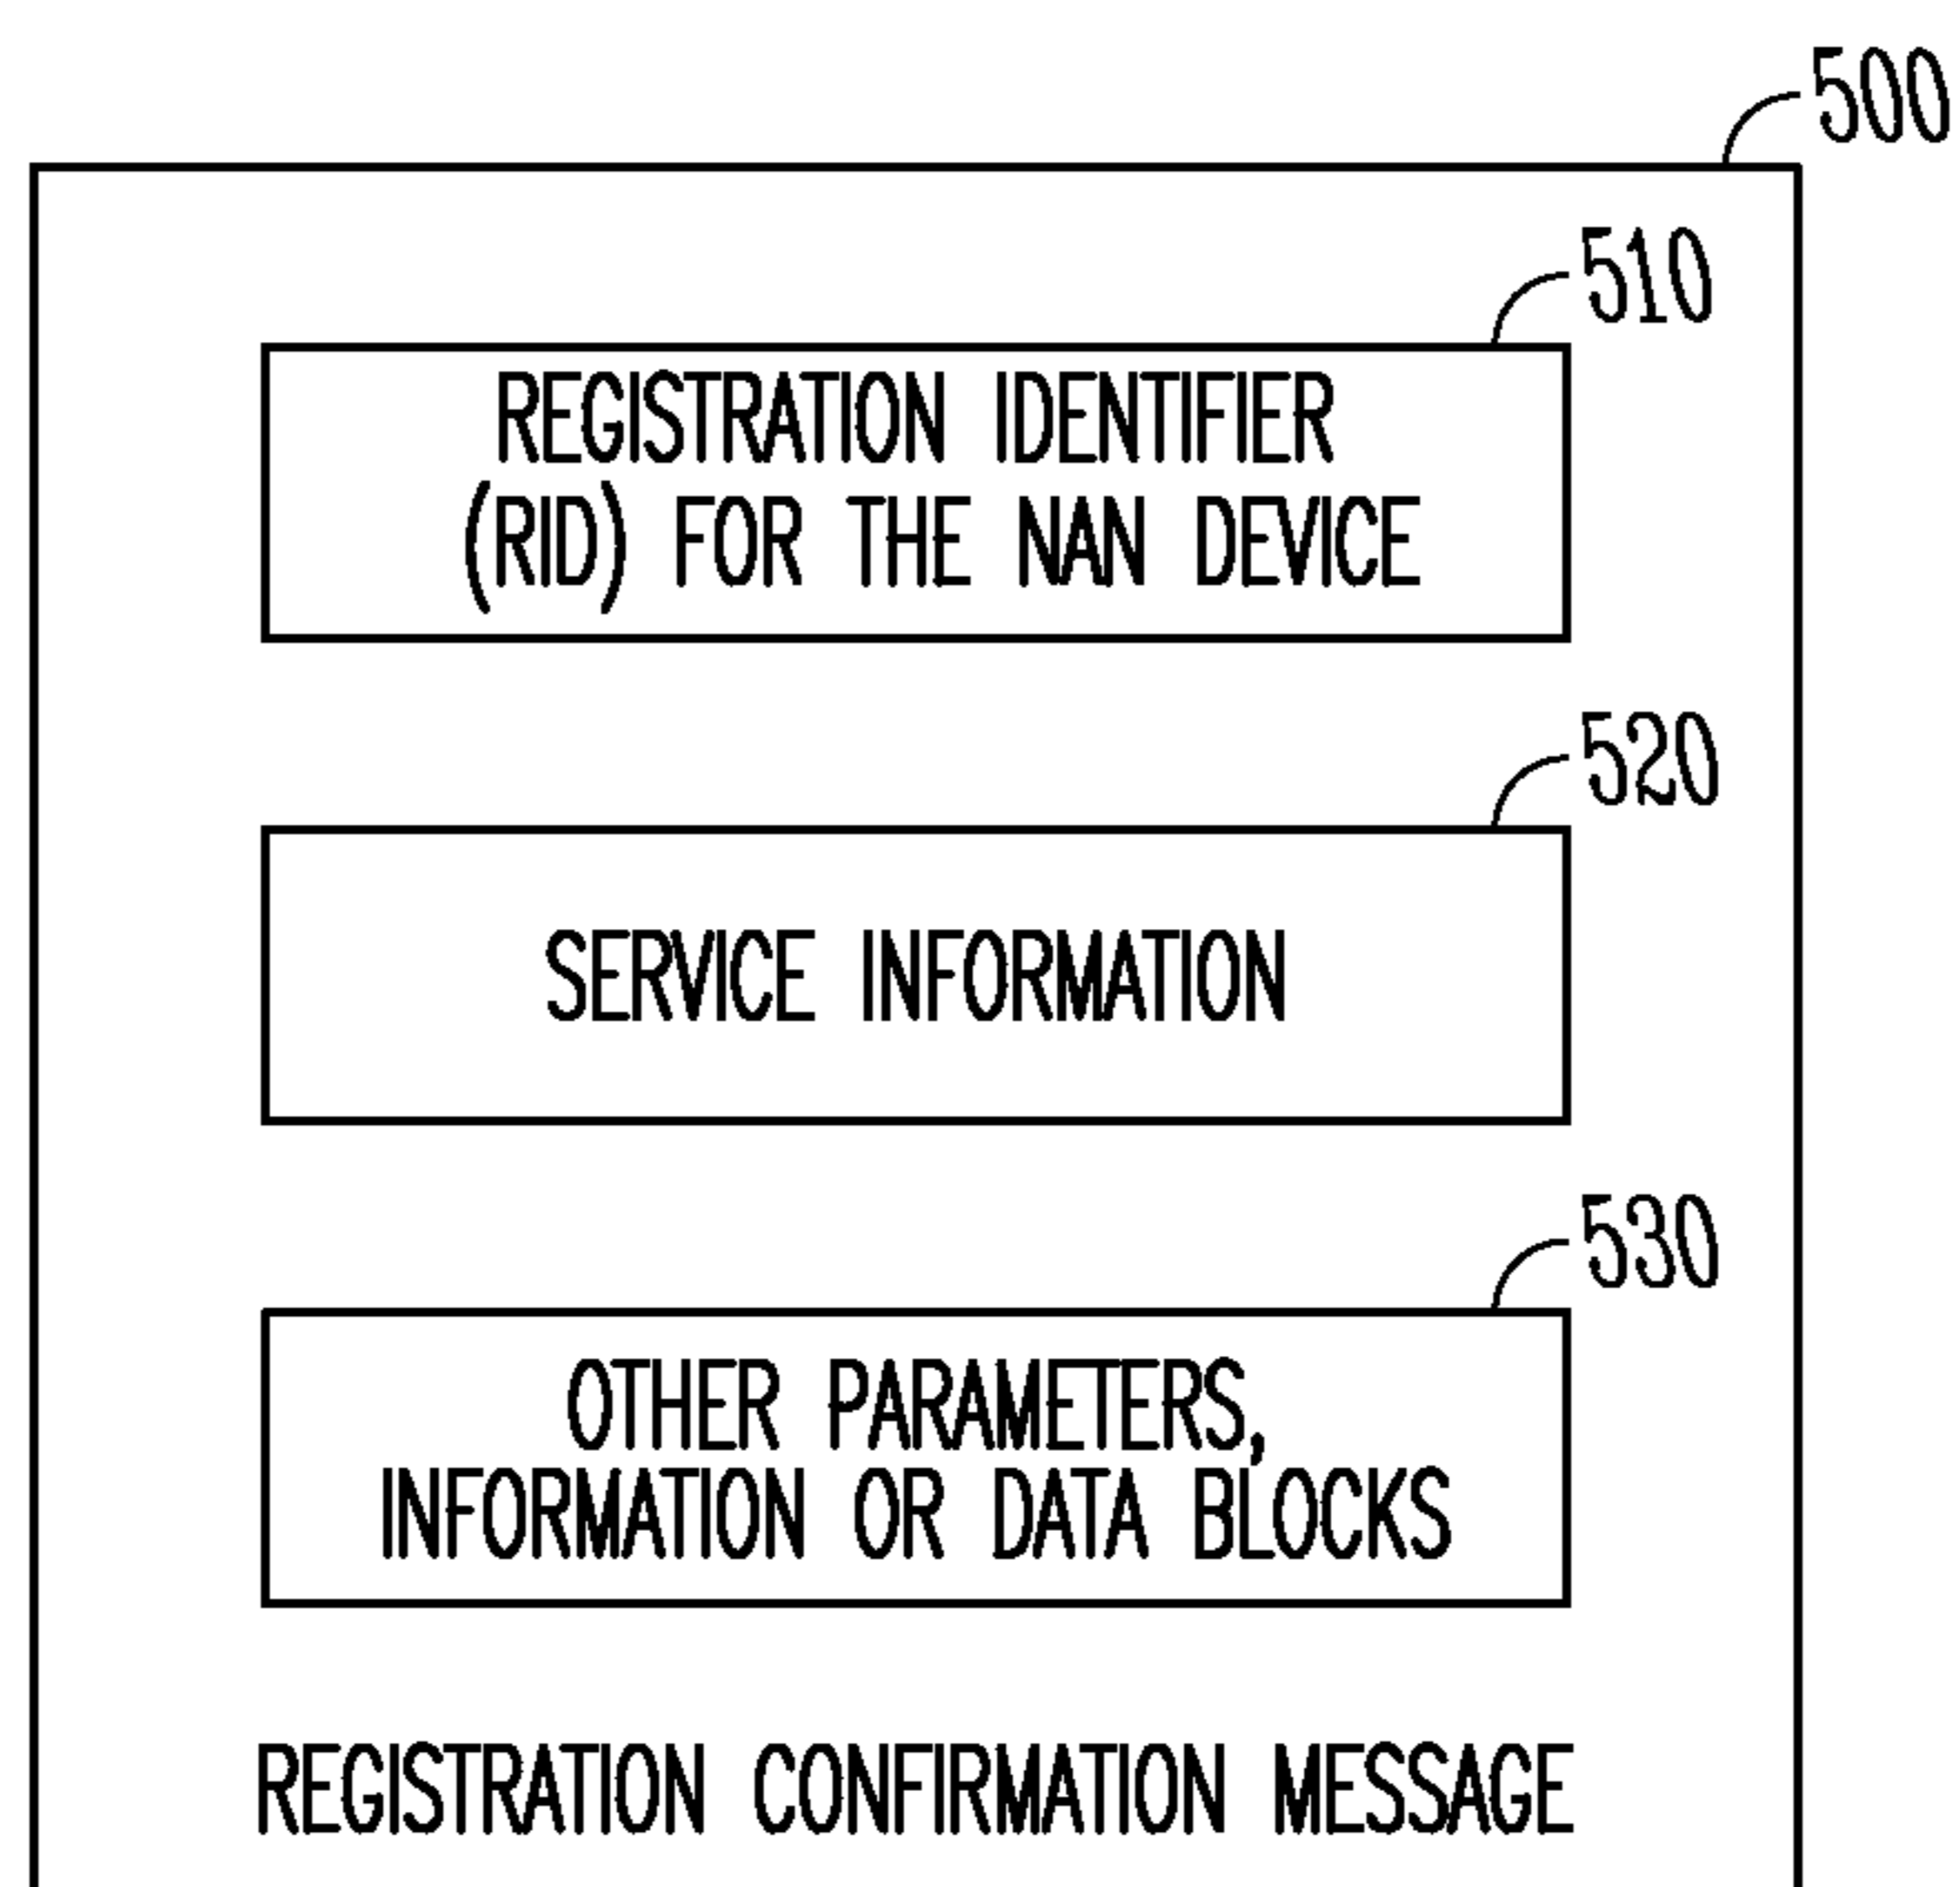 500
510
REGISTRATION IDENTIFIER
(RID) FOR THE NAN DEVICE
520
SERVICE INFORMATION
530
OTHER PARAMETERS,
INFORMATION OR DATA BLOCKS
REGISTRATION CONFIRMATION MESSAGE